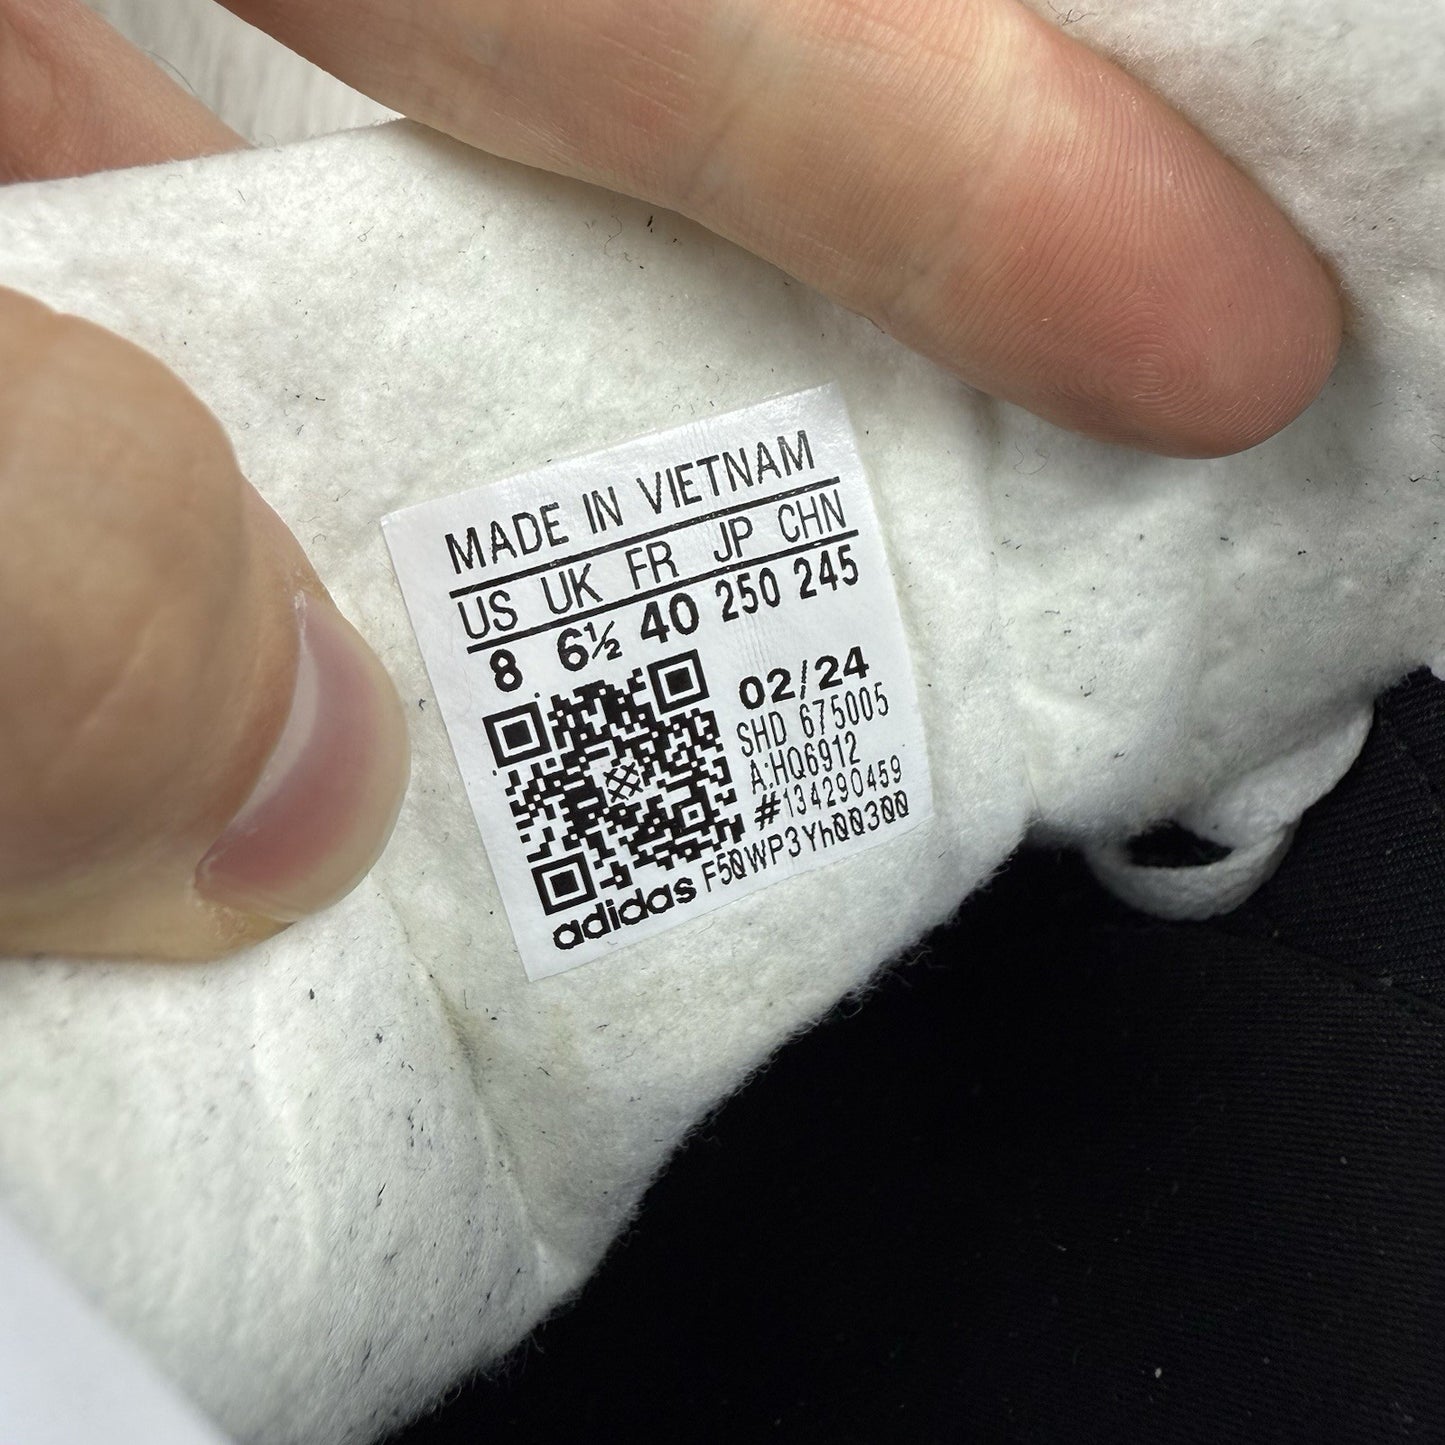 MADE IN VIETNAM
US UK FR JP CHN
8 6½ 40 250 245
02/24
SHD 675005
A:HQ6912
#134290459
adidas F5QWP3Yh00300